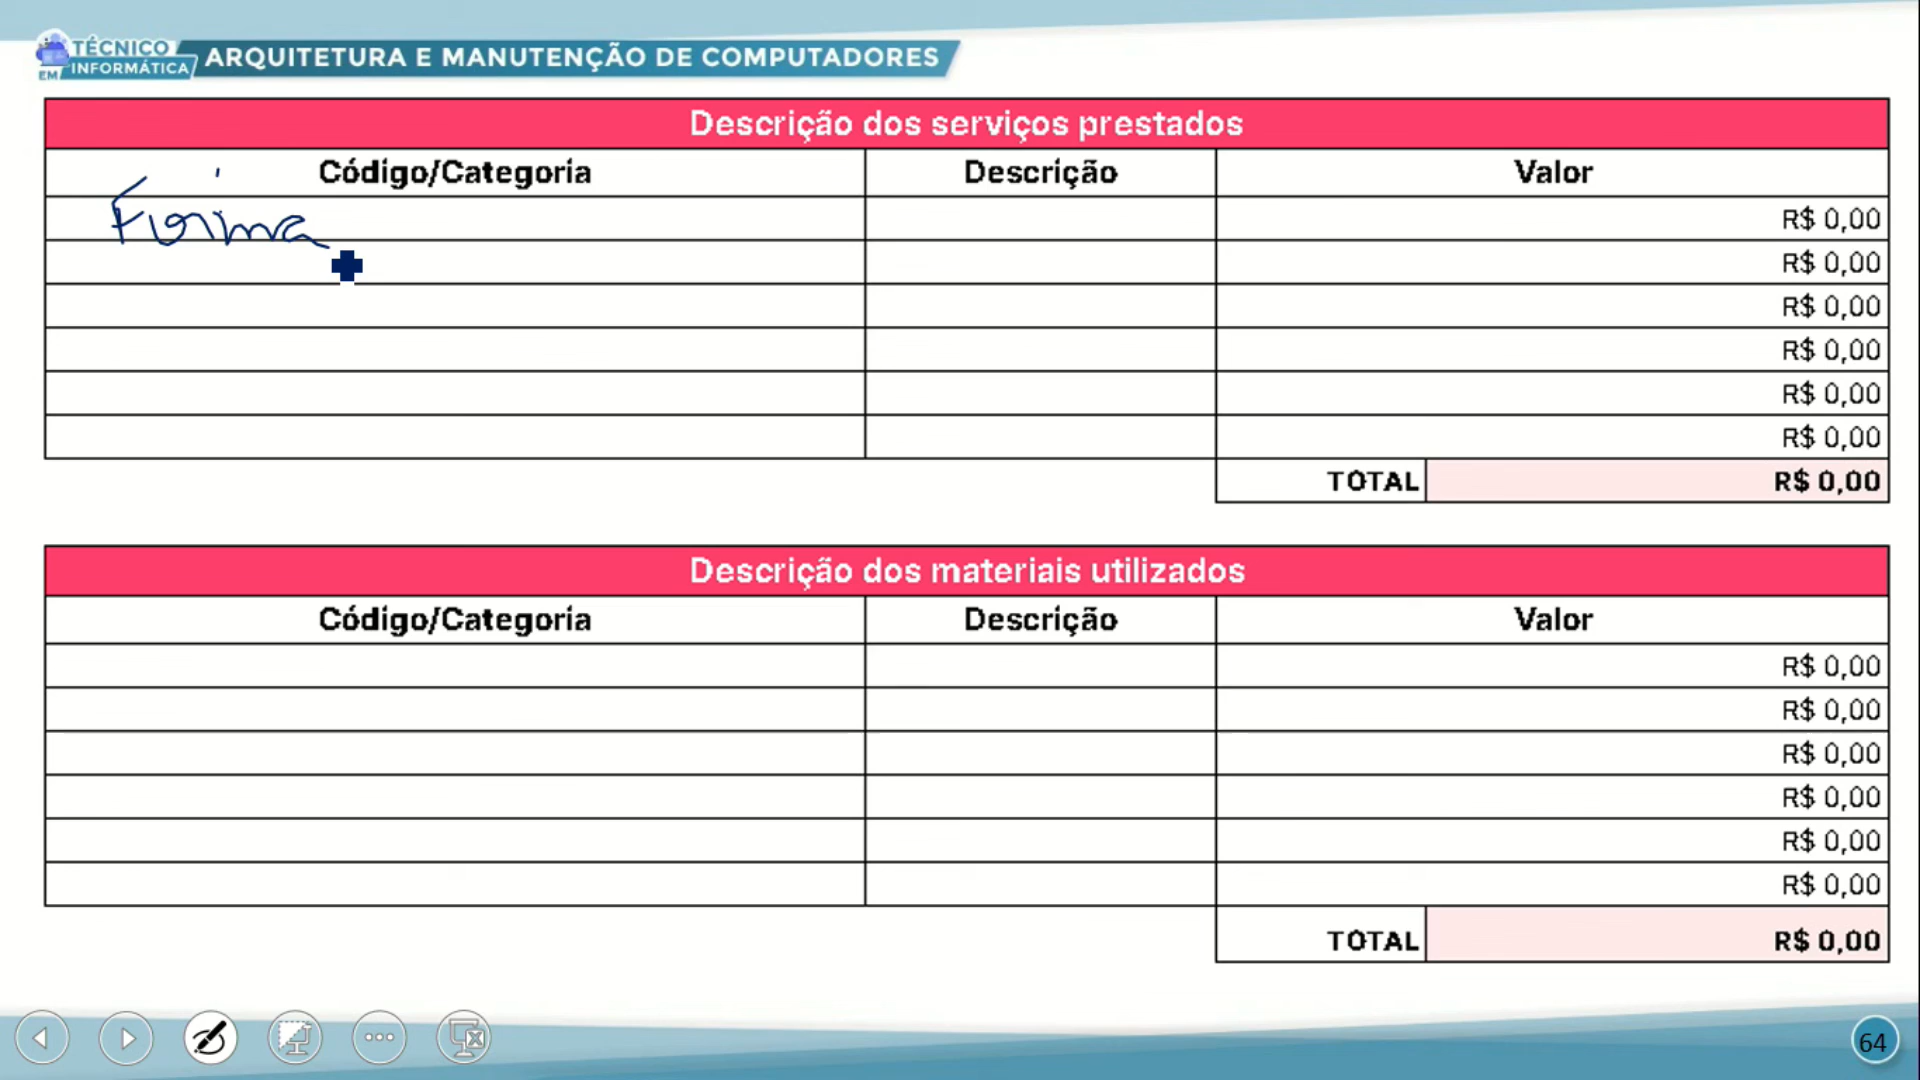 TÉCNICO
EM INFORMÁTICA
ARQUITETURA E MANUTENÇÃO DE COMPUTADORES
Descrição dos serviços prestados
Código/Categoria Descrição Valor
R$ 0,00
R$ 0,00
R$ 0,00
R$ 0,00
R$ 0,00
R$ 0,00
TOTAL R$ 0,00
Descrição dos materiais utilizados
Código/Categoria Descrição Valor
R$ 0,00
R$ 0,00
R$ 0,00
R$ 0,00
R$ 0,00
R$ 0,00
TOTAL R$ 0,00
64